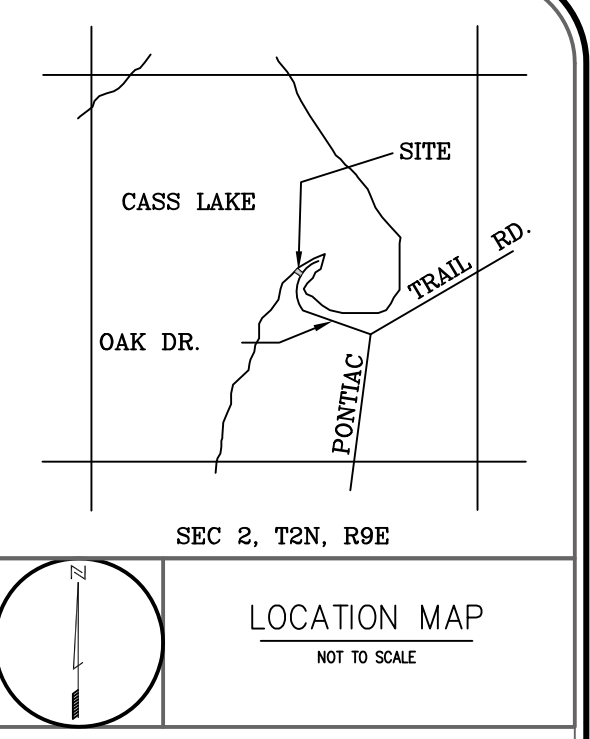 SITE
CASS LAKE
PONTIAC TRAIL RD.
OAK DR.
SEC 2, T2N, R9E
N
LOCATION MAP
NOT TO SCALE